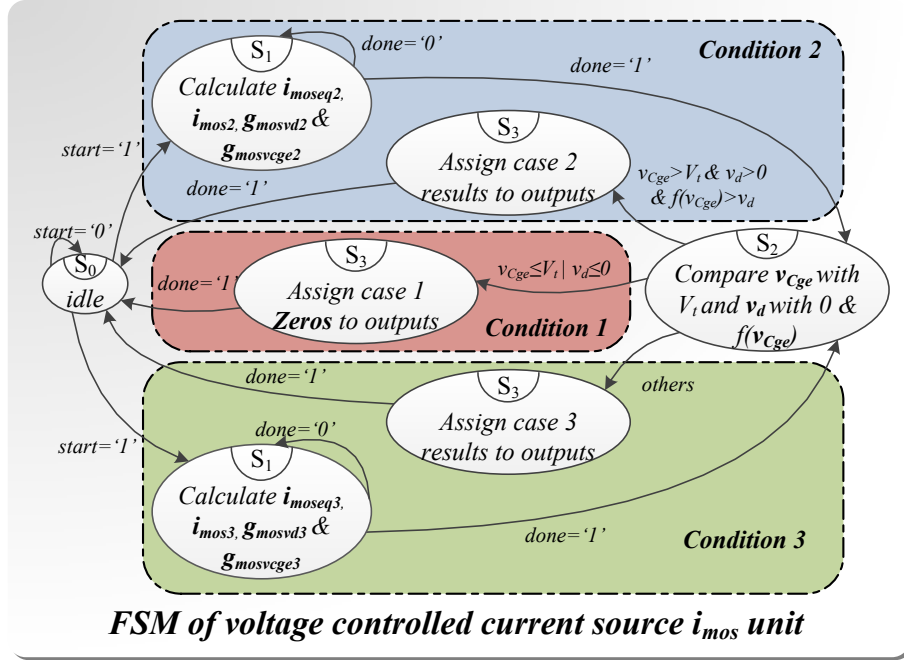 done=‘0’
S1
Condition 2
Calculate imoseq2,
imos2, gmosvd2 &
gmosvcge2
done=‘1’
start=‘1’
S3
Assign case 2
results to outputs
done=‘1’
vCge>Vt & vd>0
& f(vCge)>vd
start=‘0’
S0
idle
S3
Assign case 1
Zeros to outputs
done=‘1’
vCge≤Vt | vd≤0
Condition 1
S2
Compare vCge with
Vt and vd with 0 &
f(vCge)
done=‘1’
S3
Assign case 3
results to outputs
others
start=‘1’
done=‘0’
S1
Calculate imoseq3,
imos3, gmosvd3 &
gmosvcge3
done=‘1’
Condition 3
FSM of voltage controlled current source imos unit